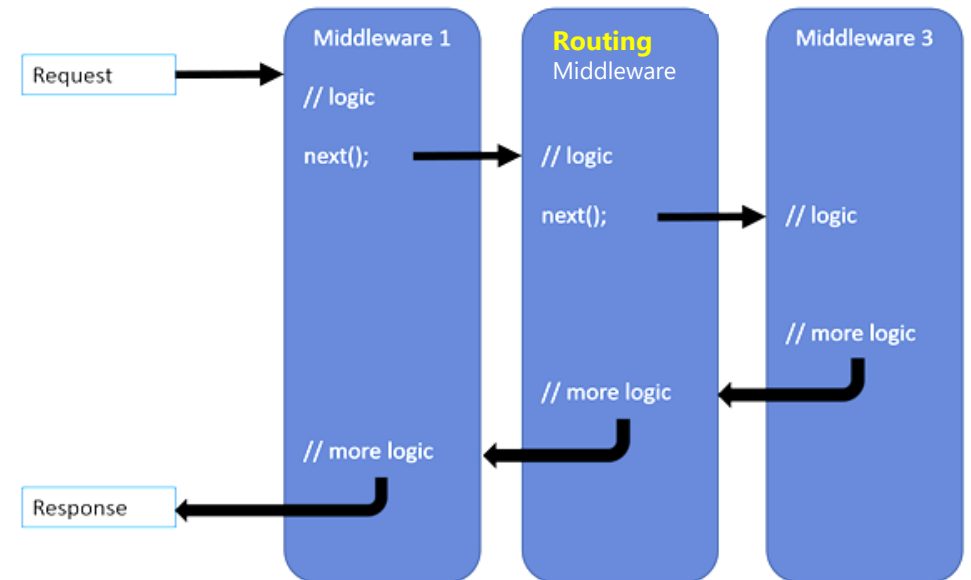 Request
Middleware 1
// logic
next();
// more logic
Response
Routing
Middleware
// logic
next();
// more logic
Middleware 3
// logic
// more logic